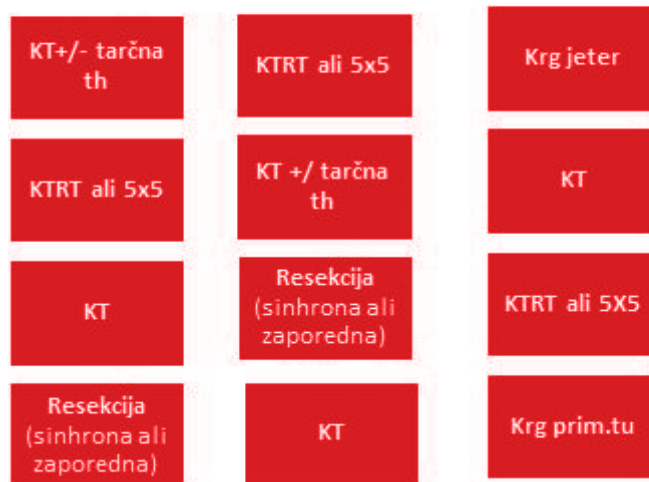 KT+/- tarčna
th
KTRT ali 5x5
KT
Resekcija
(sinhrona ali
zaporedna)
KTRT ali 5x5
KT +/ tarčna
th
Resekcija
(sinhrona ali
zaporedna)
KT
Krg jeter
KT
KTRT ali 5X5
Krg prim.tu